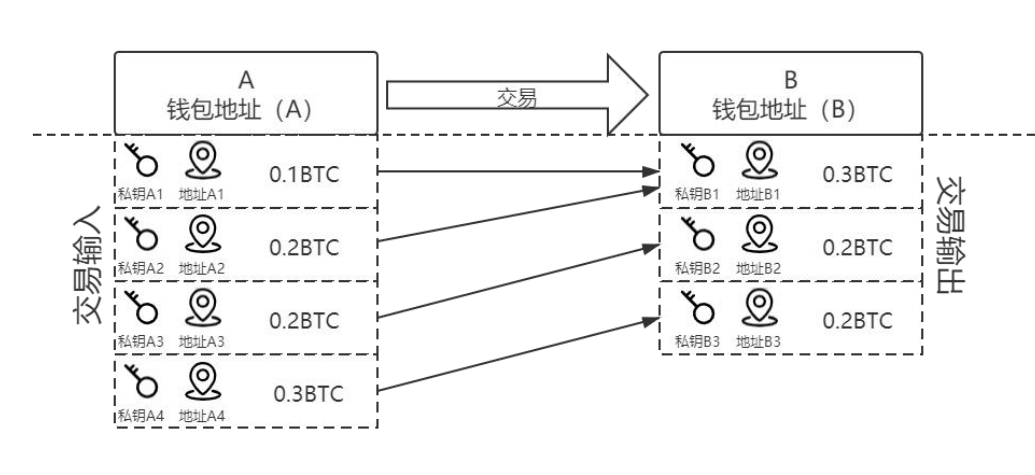 A
钱包地址（A）
交易
B
钱包地址（B）
交易输入
私钥A1
地址A1
0.1BTC
私钥A2
地址A2
0.2BTC
私钥A3
地址A3
0.2BTC
私钥A4
地址A4
0.3BTC
私钥B1
地址B1
0.3BTC
私钥B2
地址B2
0.2BTC
私钥B3
地址B3
0.2BTC
交易输出